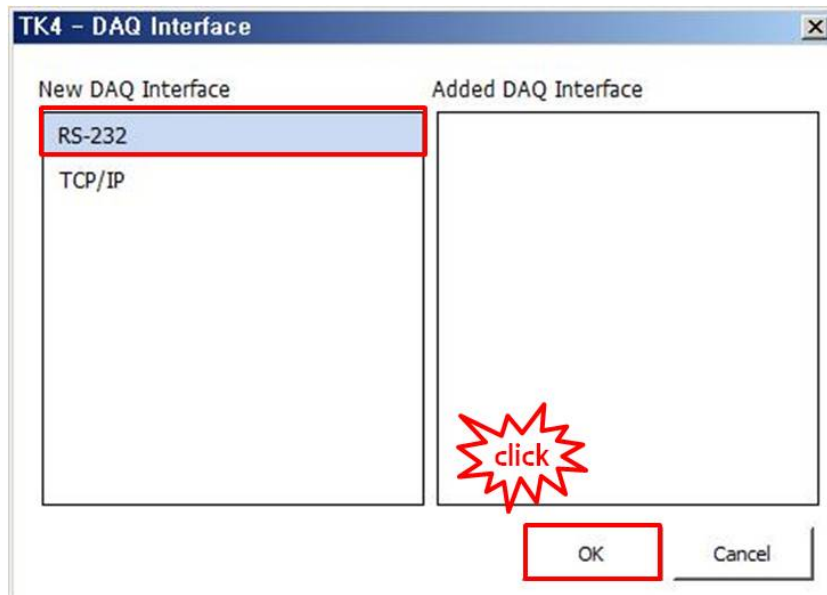 TK4 - DAQ Interface
New DAQ Interface
Added DAQ Interface
RS-232
TCP/IP
click
OK
Cancel